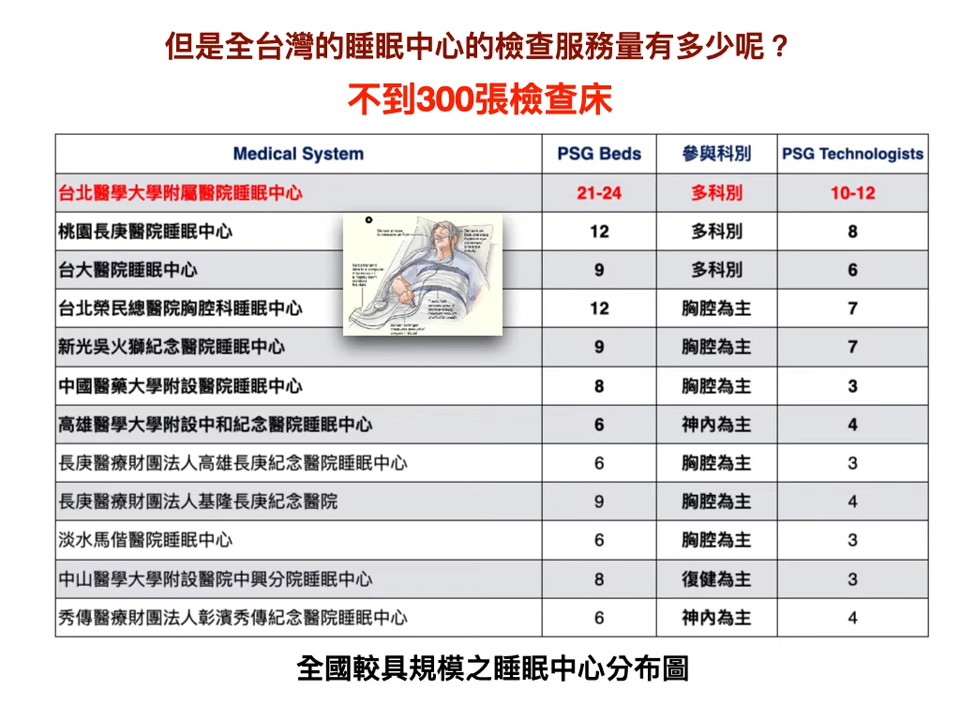 但是全台灣的睡眠中心的檢查服務量有多少呢？
不到300張檢查床
Medical System PSG Beds 參與科別 PSG Technologists
台北醫學大學附屬醫院睡眠中心 21-24 多科別 10-12
桃園長庚醫院睡眠中心 12 多科別 8
台大醫院睡眠中心 9 多科別 6
台北榮民總醫院胸腔科睡眠中心 12 胸腔為主 7
新光吳火獅紀念醫院睡眠中心 9 胸腔為主 7
中國醫藥大學附設醫院睡眠中心 8 胸腔為主 3
高雄醫學大學附設中和紀念醫院睡眠中心 6 神內為主 4
長庚醫療財團法人高雄長庚紀念醫院睡眠中心 6 胸腔為主 3
長庚醫療財團法人基隆長庚紀念醫院 9 胸腔為主 4
淡水馬偕醫院睡眠中心 6 胸腔為主 3
中山醫學大學附設醫院中興分院睡眠中心 8 復健為主 3
秀傳醫療財團法人彰濱秀傳紀念醫院睡眠中心 6 神內為主 4
全國較具規模之睡眠中心分布圖